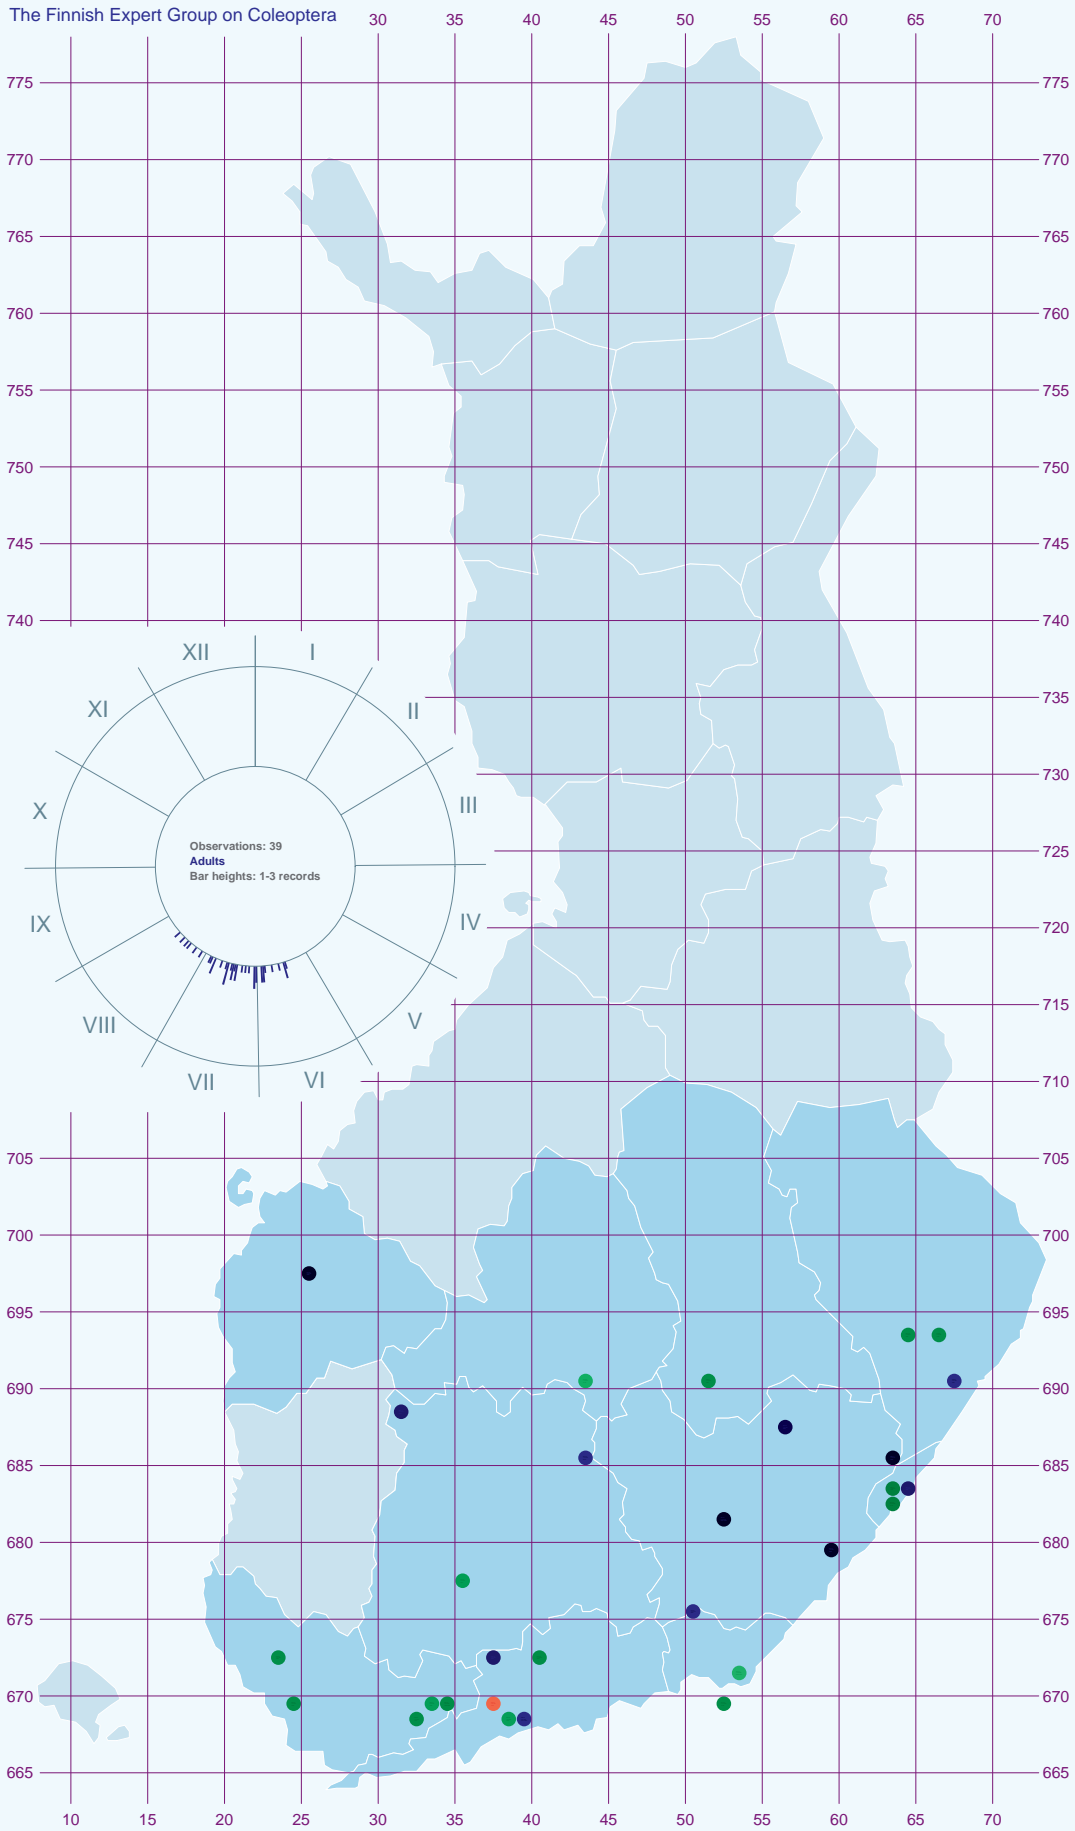 The Finnish Expert Group on Coleoptera
30 35 40 45 50 55 60 65 70
775 775
770 770
765 765
760 760
755 755
750 750
745 745
740 740
XII I
XI II
735
730
X III
Observations: 39
Adults
Bar heights: 1-3 records
725
IX IV
720
VIII V
715
VII VI
710
705 705
700 700
695 695
690 690
685 685
680 680
675 675
670 670
665 665
10 15 20 25 30 35 40 45 50 55 60 65 70